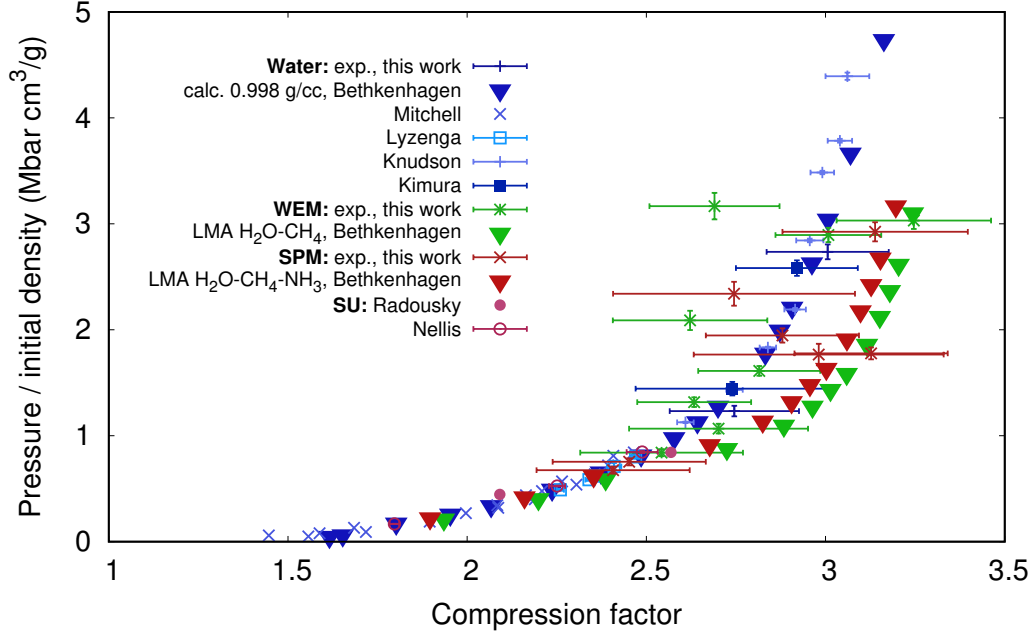 5
4
3
2
1
0
Pressure / initial density (Mbar cm³/g)
Water: exp., this work
calc. 0.998 g/cc, Bethkenhagen
Mitchell
Lyzenga
Knudson
Kimura
WEM: exp., this work
LMA H₂O-CH₄, Bethkenhagen
SPM: exp., this work
LMA H₂O-CH₄-NH₃, Bethkenhagen
SU: Radousky
Nellis
1 1.5 2 2.5 3 3.5
Compression factor